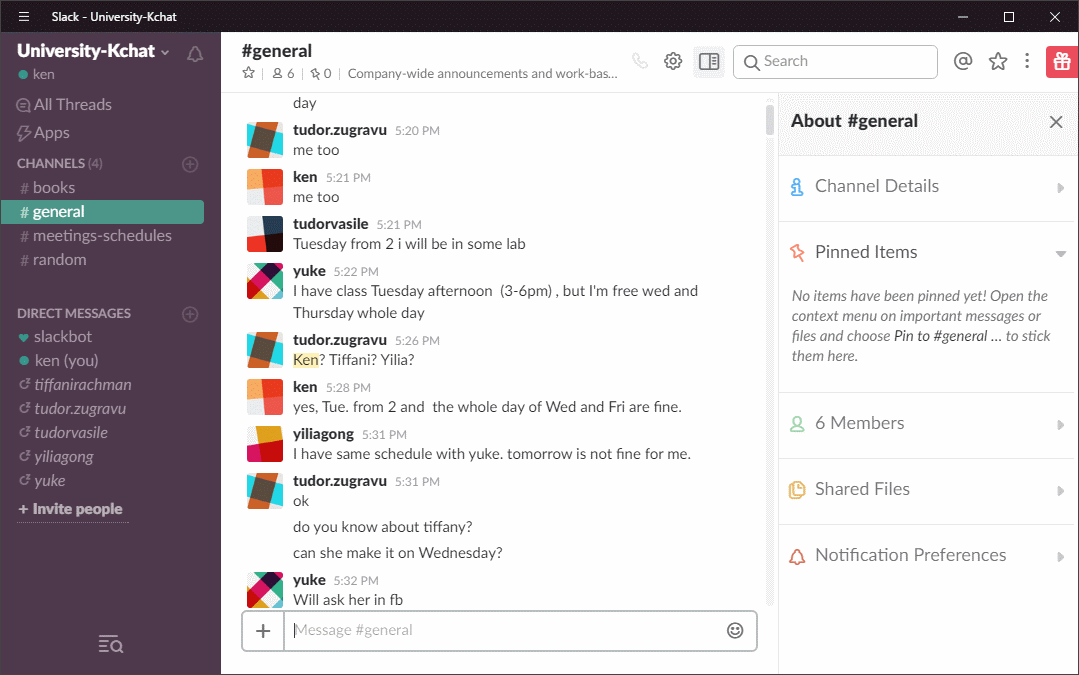 Slack - University-Kchat
University-Kchat
ken
All Threads
Apps
CHANNELS (4)
# books
# general
# meetings-schedules
# random
DIRECT MESSAGES
slackbot
ken (you)
tiffanirachman
tudor.zugravu
tudorvasile
yiliagong
yuke
+ Invite people
#general
6
0
Company-wide announcements and work-bas...
Search
day
tudor.zugravu 5:20 PM
me too
ken 5:21 PM
me too
tudorvasile 5:21 PM
Tuesday from 2 i will be in some lab
yuke 5:22 PM
I have class Tuesday afternoon (3-6pm) , but I'm free wed and
Thursday whole day
tudor.zugravu 5:26 PM
Ken? Tiffani? Yilia?
ken 5:28 PM
yes, Tue. from 2 and the whole day of Wed and Fri are fine.
yiliagong 5:31 PM
I have same schedule with yuke. tomorrow is not fine for me.
tudor.zugravu 5:31 PM
ok
do you know about tiffany?
can she make it on Wednesday?
yuke 5:32 PM
Will ask her in fb
Message #general
About #general
Channel Details
Pinned Items
No items have been pinned yet! Open the
context menu on important messages or
files and choose Pin to #general ... to stick
them here.
6 Members
Shared Files
Notification Preferences